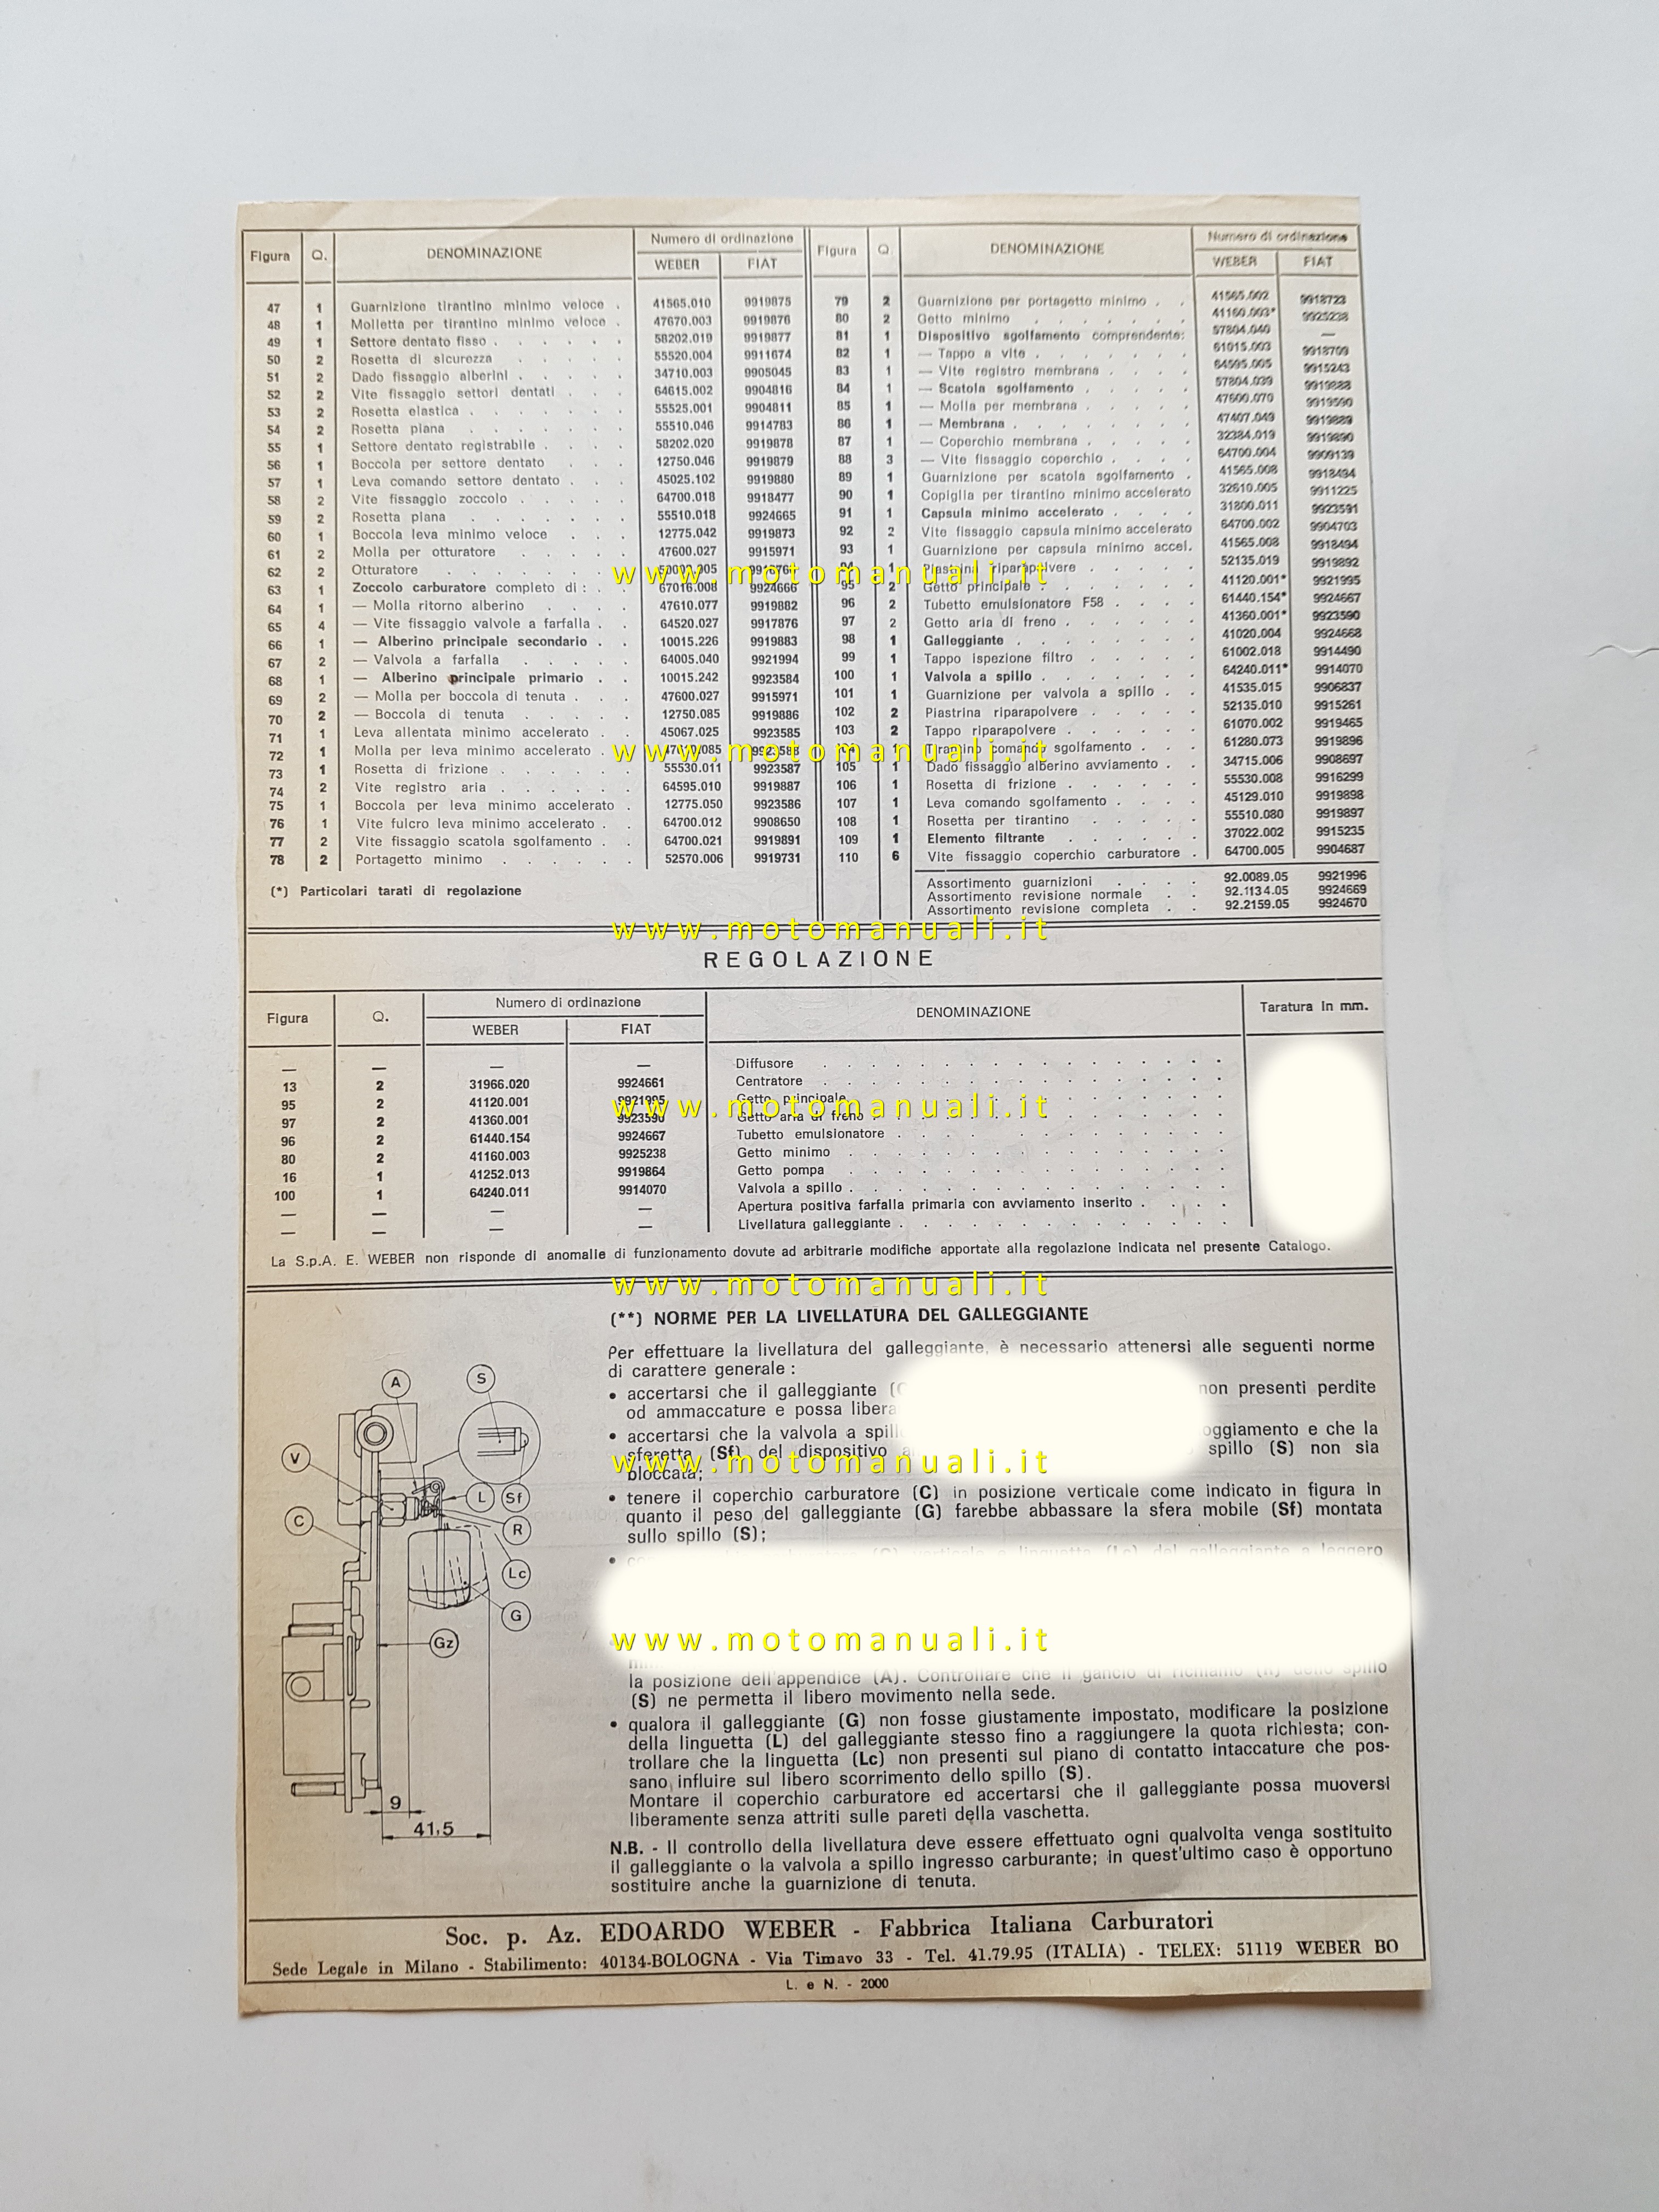 Figura Q. DENOMINAZIONE Numero di ordinazione WEBER FIAT
47 1 Guarnizione tirantino minimo veloce . 41565.010 9919875
48 1 Molletta per tirantino minimo veloce . 47670.003 9919876
49 1 Settore dentato fisso . . . . . 58202.019 9919877
50 2 Rosetta di sicurezza . . . . . 55520.004 9911674
51 2 Dado fissaggio alberini . . . . . 34710.003 9905045
52 2 Vite fissaggio settori dentati . . . 64615.002 9904816
53 2 Rosetta elastica . . . . . . 55525.001 9904811
54 2 Rosetta piana . . . . . . 55510.046 9914783
55 1 Settore dentato registrabile . . . . 58202.020 9919878
56 1 Boccola per settore dentato . . . 12750.046 9919879
57 1 Leva comando settore dentato . . . 45025.102 9919880
58 2 Vite fissaggio zoccolo . . . . . 64700.018 9918477
59 2 Rosetta piana . . . . . . 55510.018 9924665
60 1 Boccola leva minimo veloce . . . 12775.042 9919873
61 2 Molla per otturatore . . . . . 47600.027 9915971
62 2 Otturatore . . . . . .
63 1 Zoccolo carburatore completo di : . . 67016.008 9924666
64 1 — Molla ritorno alberino . . . . 47610.077 9919882
65 4 — Vite fissaggio valvole a farfalla . . 64520.027 9917876
66 1 — Alberino principale secondario . . 10015.226 9919883
67 2 — Valvola a farfalla . . . . . 64005.040 9921994
68 1 — Alberino principale primario . . 10015.242 9923584
69 2 — Molla per boccola di tenuta . . . 47600.027 9915971
70 2 — Boccola di tenuta . . . . . 12750.085 9919886
71 1 Leva allentata minimo accelerato . . 45067.025 9923585
72 1 Molla per leva minimo accelerato .
73 1 Rosetta di frizione . . . . . . 55530.011 9923587
74 2 Vite registro aria . . . . . . 64595.010 9919887
75 1 Boccola per leva minimo accelerato . 12775.050 9923586
76 1 Vite fulcro leva minimo accelerato . . 64700.012 9908650
77 2 Vite fissaggio scatola sgolfamento . . 64700.021 9919891
78 2 Portagetto minimo . . . . . . 52570.006 9919731
(*) Particolari tarati di regolazione
Figura Q. DENOMINAZIONE Numero di ordinazione WEBER FIAT
79 2 Guarnizione per portagetto minimo . . 41565.002 9918723
80 2 Getto minimo . . . . . . . 41160.003* 9925238
81 1 Dispositivo sgolfamento comprendente: 57804.040 —
82 1 — Tappo a vite . . . . . . . 61015.003 9918709
83 1 — Vite registro membrana . . . . 64595.005 9915243
84 1 — Scatola sgolfamento . . . . . 57804.039 9919888
85 1 — Molla per membrana . . . . . 47600.070 9919590
86 1 — Membrana . . . . . . . . 47407.049 9919889
87 1 — Coperchio membrana . . . . . 32384.019 9919890
88 3 — Vite fissaggio coperchio . . . . 64700.004 9909139
89 1 Guarnizione per scatola sgolfamento . 41565.008 9918494
90 1 Copiglia per tirantino minimo accelerato 32610.005 9911225
91 1 Capsula minimo accelerato . . . . 31800.011 9923591
92 2 Vite fissaggio capsula minimo accelerato 64700.002 9904703
93 1 Guarnizione per capsula minimo accel. 41565.008 9918494
94 1 Piastrina riparapolvere . . . . . 52135.019 9919892
95 2 Getto principale . . . . . . 41120.001* 9921995
96 2 Tubetto emulsionatore F58 . . . . 61440.154* 9924667
97 2 Getto aria di freno . . . . . . 41360.001* 9923590
98 1 Galleggiante . . . . . . . 41020.004 9924668
99 1 Tappo ispezione filtro . . . . . 61002.018 9914490
100 1 Valvola a spillo . . . . . . . 64240.011* 9914070
101 1 Guarnizione per valvola a spillo . . 41535.015 9906837
102 2 Piastrina riparapolvere . . . . . 52135.010 9915261
103 2 Tappo riparapolvere . . . . . 61070.002 9919465
104 1 Tirantino comando sgolfamento . . . 61280.073 9919896
105 1 Dado fissaggio alberino avviamento . . 34715.006 9908697
106 1 Rosetta di frizione . . . . . . 55530.008 9916299
107 1 Leva comando sgolfamento . . . . 45129.010 9919898
108 1 Rosetta per tirantino . . . . . 55510.080 9919897
109 1 Elemento filtrante . . . . . 37022.002 9915235
110 6 Vite fissaggio coperchio carburatore . 64700.005 9904687
Assortimento guarnizioni . . . . 92.0089.05 9921996
Assortimento revisione normale . . 92.1134.05 9924669
Assortimento revisione completa . . 92.2159.05 9924670
REGOLAZIONE
Figura Q. Numero di ordinazione WEBER FIAT DENOMINAZIONE Taratura in mm.
— — — — Diffusore
13 2 31966.020 9924661 Centratore
95 2 41120.001 9921995 Getto principale
97 2 41360.001 9923590 Getto aria di freno
96 2 61440.154 9924667 Tubetto emulsionatore
80 2 41160.003 9925238 Getto minimo
16 1 41252.013 9919864 Getto pompa
100 1 64240.011 9914070 Valvola a spillo
— — — — Apertura positiva farfalla primaria con avviamento inserito
— — — — Livellatura galleggiante
La S.p.A. E. WEBER non risponde di anomalie di funzionamento dovute ad arbitrarie modifiche apportate alla regolazione indicata nel presente Catalogo.
A S V L Sf C R Lc G Gz
9
41,5
(**) NORME PER LA LIVELLATURA DEL GALLEGGIANTE
Per effettuare la livellatura del galleggiante, è necessario attenersi alle seguenti norme
di carattere generale :
• accertarsi che il galleggiante non presenti perdite
od ammaccature e possa libera
• accertarsi che la valvola a spill oggiamento e che la
sferetta (Sf) del dispositivo spillo (S) non sia
bloccata;
• tenere il coperchio carburatore (C) in posizione verticale come indicato in figura in
quanto il peso del galleggiante (G) farebbe abbassare la sfera mobile (Sf) montata
sullo spillo (S);
• (C) verticale e linguetta (Lc) del galleggiante a leggero
la posizione dell'appendice (A). Controllare che il gancio di richiamo (R) dello spillo
(S) ne permetta il libero movimento nella sede.
• qualora il galleggiante (G) non fosse giustamente impostato, modificare la posizione
della linguetta (L) del galleggiante stesso fino a raggiungere la quota richiesta; con-
trollare che la linguetta (Lc) non presenti sul piano di contatto intaccature che pos-
sano influire sul libero scorrimento dello spillo (S).
Montare il coperchio carburatore ed accertarsi che il galleggiante possa muoversi
liberamente senza attriti sulle pareti della vaschetta.
N.B. - Il controllo della livellatura deve essere effettuato ogni qualvolta venga sostituito
il galleggiante o la valvola a spillo ingresso carburante; in quest'ultimo caso è opportuno
sostituire anche la guarnizione di tenuta.
Soc. p. Az. EDOARDO WEBER - Fabbrica Italiana Carburatori
Sede Legale in Milano - Stabilimento: 40134-BOLOGNA - Via Timavo 33 - Tel. 41.79.95 (ITALIA) - TELEX: 51119 WEBER BO
L. e N. - 2000
www.motomanuali.it
www.motomanuali.it
www.motomanuali.it
www.motomanuali.it
www.motomanuali.it
www.motomanuali.it
www.motomanuali.it